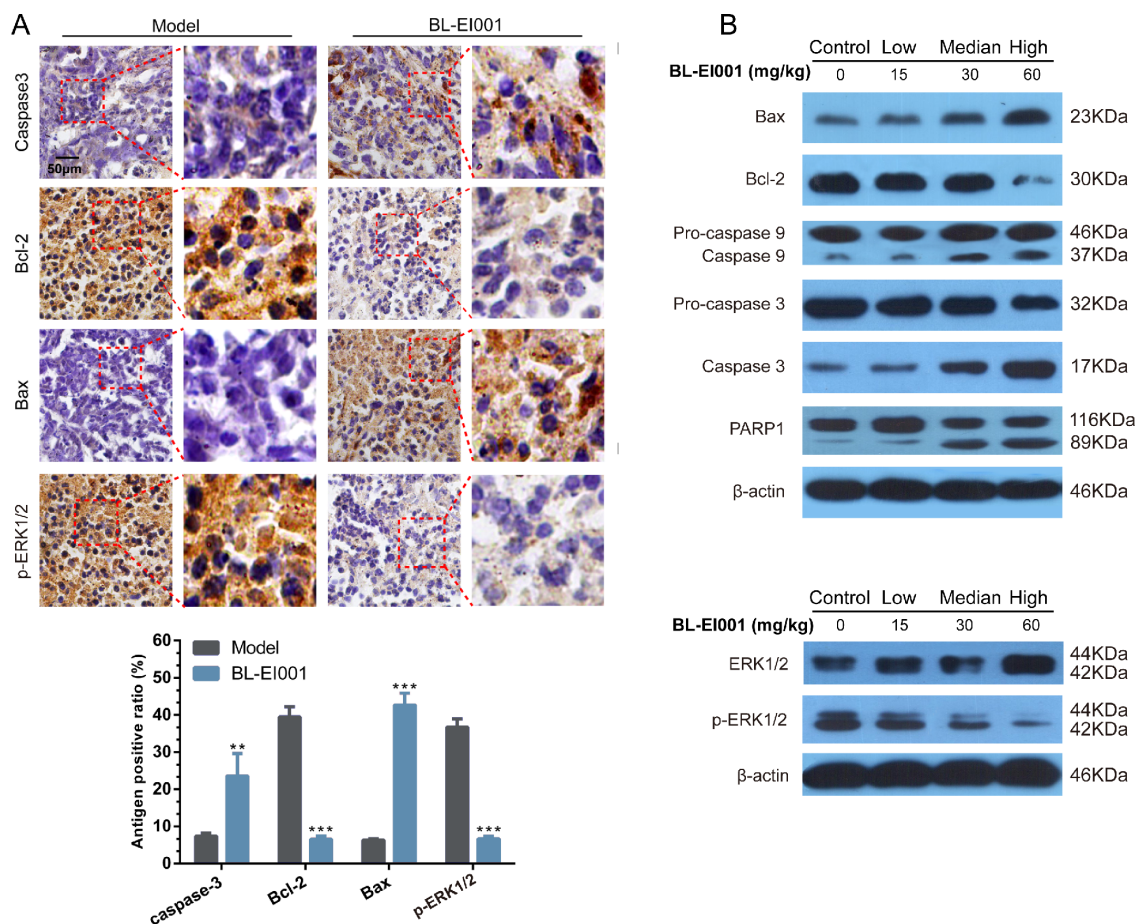 A
Model
BL-EI001
Caspase3
50μm
Bcl-2
Bax
p-ERK1/2
Antigen positive ratio (%)
60
50
40
30
20
10
0
Model
BL-EI001
**
***
***
***
caspase-3
Bcl-2
Bax
p-ERK1/2
B
Control Low Median High
BL-EI001 (mg/kg) 0 15 30 60
Bax 23KDa
Bcl-2 30KDa
Pro-caspase 9 46KDa
Caspase 9 37KDa
Pro-caspase 3 32KDa
Caspase 3 17KDa
PARP1 116KDa
89KDa
β-actin 46KDa
Control Low Median High
BL-EI001 (mg/kg) 0 15 30 60
ERK1/2 44KDa
42KDa
p-ERK1/2 44KDa
42KDa
β-actin 46KDa